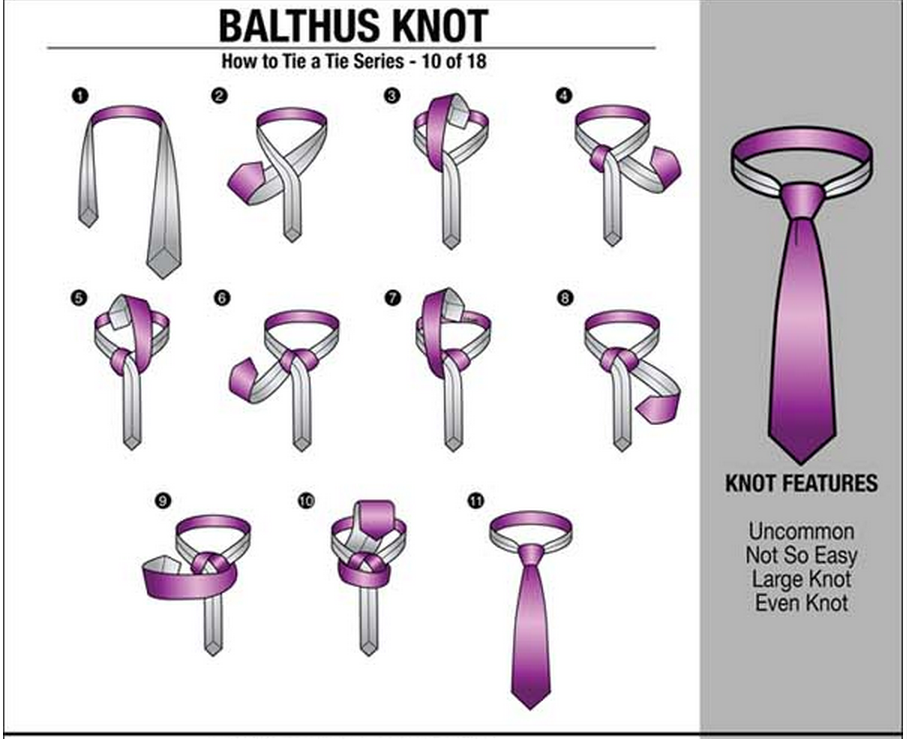 BALTHUS KNOT
How to Tie a Tie Series - 10 of 18
1
2
3
4
5
6
7
8
9
10
11
KNOT FEATURES
Uncommon
Not So Easy
Large Knot
Even Knot